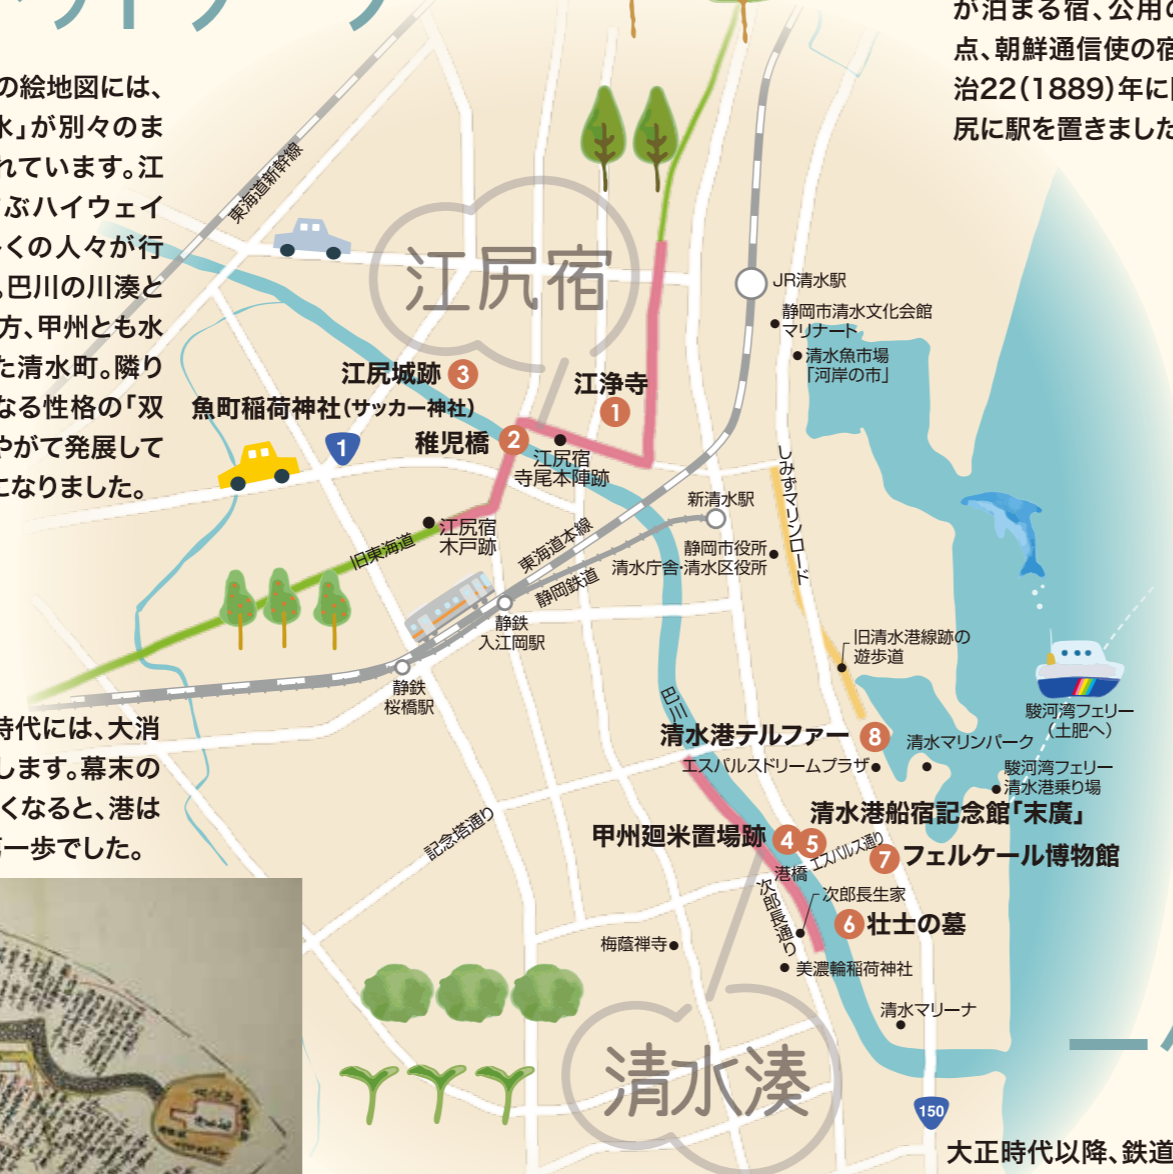 の絵地図には、
水」が別々のま
れています。江
ぶハイウェイ
くの人々が行
。巴川の川湊と
方、甲州とも水
た清水町。隣り
なる性格の「双
やがて発展して
になりました。
が泊まる宿、公用の
点、朝鮮通信使の宿
治22(1889)年に
尻に駅を置きました
東海道新幹線
江尻宿
JR清水駅
静岡市清水文化会館
マリナート
清水魚市場
「河岸の市」
江尻城跡 3
江浄寺
1
魚町稲荷神社(サッカー神社)
1
稚児橋 2
江尻宿
寺尾本陣跡
しみずマリンロード
新清水駅
江尻宿
木戸跡
旧東海道
東海道本線
静岡鉄道
静岡市役所
清水庁舎・清水区役所
静鉄
入江岡駅
静鉄
桜橋駅
旧清水港線跡の
遊歩道
巴川
駿河湾フェリー
(土肥へ)
清水港テルファー 8
清水マリンパーク
エスパルスドリームプラザ
駿河湾フェリー
清水港乗り場
時代には、大消
します。幕末の
くなると、港は
第一歩でした。
記念塔通り
清水港船宿記念館「末廣」
甲州廻米置場跡 4 5
エスパルス通り
7 フェルケール博物館
港橋
次郎長通り
次郎長生家
6 壮士の墓
梅蔭禅寺
美濃輪稲荷神社
清水マリーナ
清水湊
150
大正時代以降、鉄道